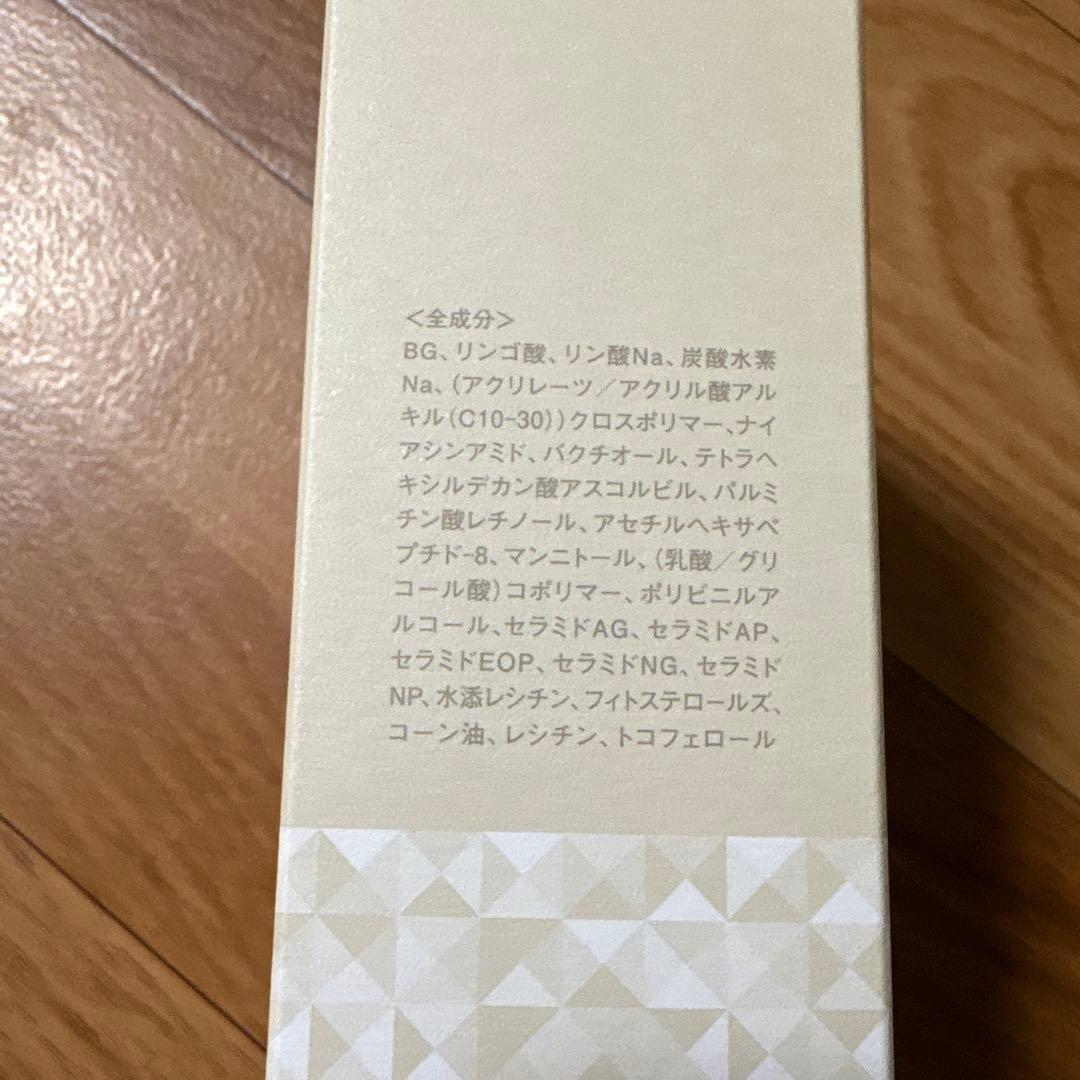 ＜全成分＞
BG、リンゴ酸、リン酸Na、炭酸水素
Na、(アクリレーツ／アクリル酸アル
キル(C10-30))クロスポリマー、ナイ
アシンアミド、バクチオール、テトラヘ
キシルデカン酸アスコルビル、パルミ
チン酸レチノール、アセチルヘキサペ
プチド-8、マンニトール、(乳酸／グリ
コール酸)コポリマー、ポリビニルア
ルコール、セラミドAG、セラミドAP、
セラミドEOP、セラミドNG、セラミド
NP、水添レシチン、フィトステロールズ、
コーン油、レシチン、トコフェロール